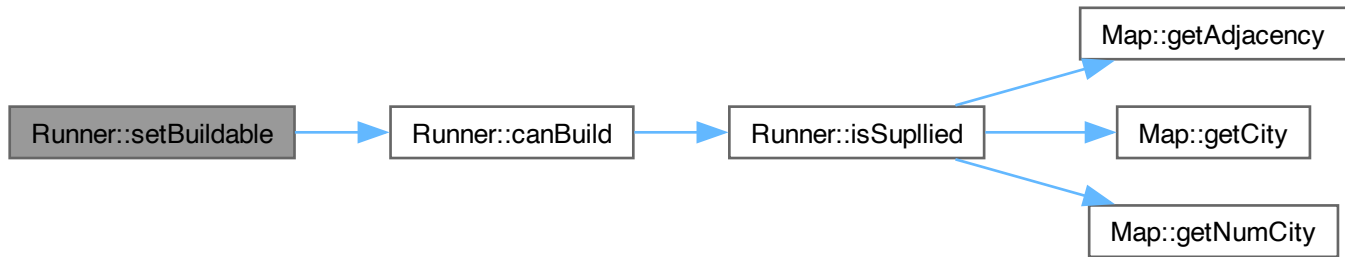 Runner::setBuildable
Runner::canBuild
Runner::isSupllied
Map::getAdjacency
Map::getCity
Map::getNumCity